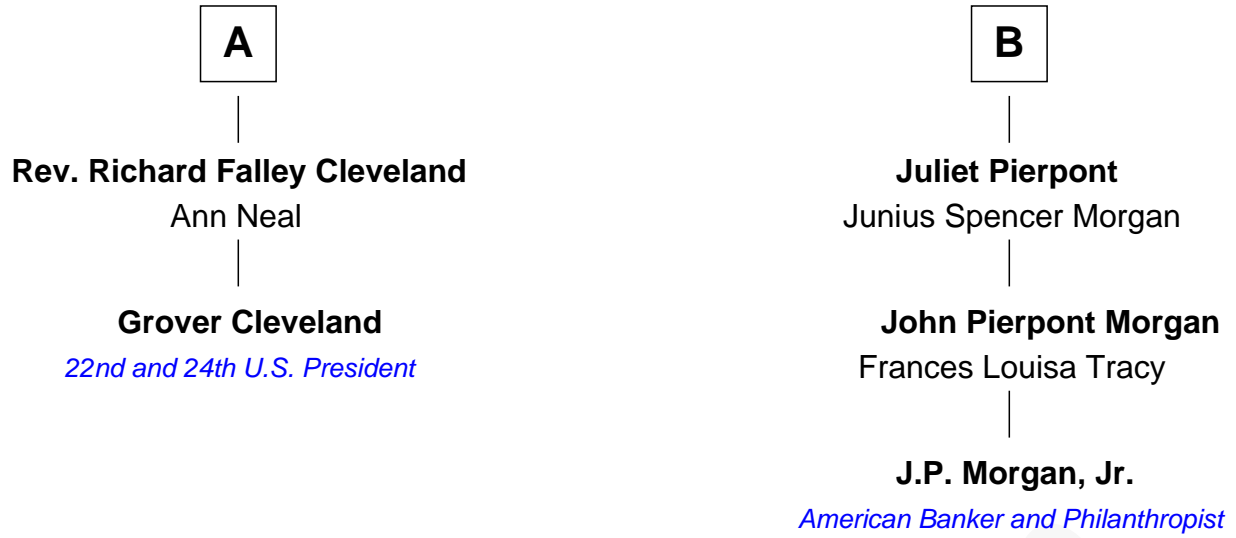 A
Rev. Richard Falley Cleveland
Ann Neal
Grover Cleveland
22nd and 24th U.S. President
B
Juliet Pierpont
Junius Spencer Morgan
John Pierpont Morgan
Frances Louisa Tracy
J.P. Morgan, Jr.
American Banker and Philanthropist